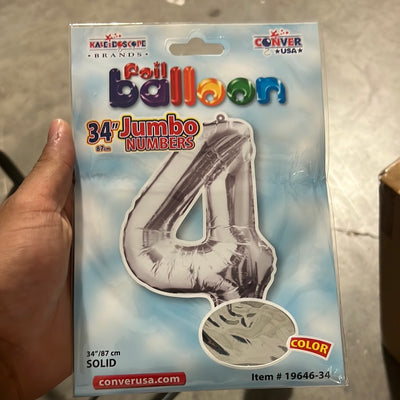 KALEIDOSCOPE
BRANDS
CONVER
USA
foil
balloon
34" Jumbo
87cm NUMBERS
4
COLOR
34"/87 cm
SOLID
converusa.com
Item # 19646-34